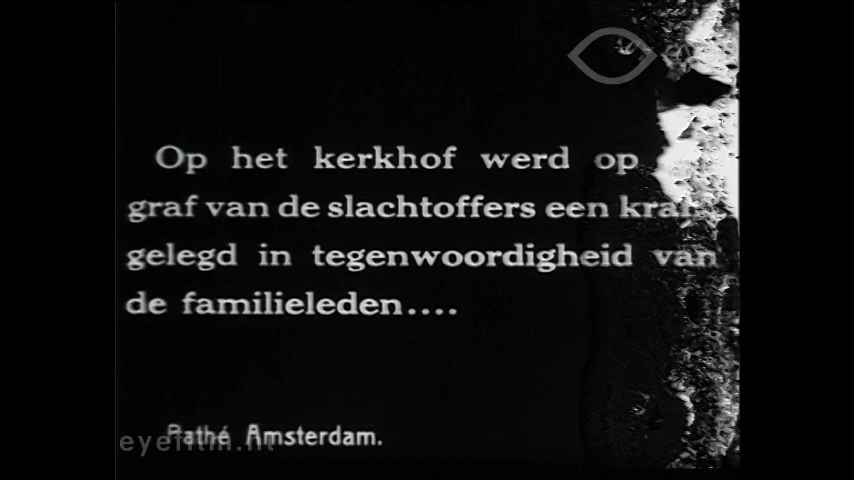 Op het kerkhof werd op
graf van de slachtoffers een
gelegd in tegenwoordigheid van
de familieleden....
Pathé Amsterdam.
eyefilm.nl